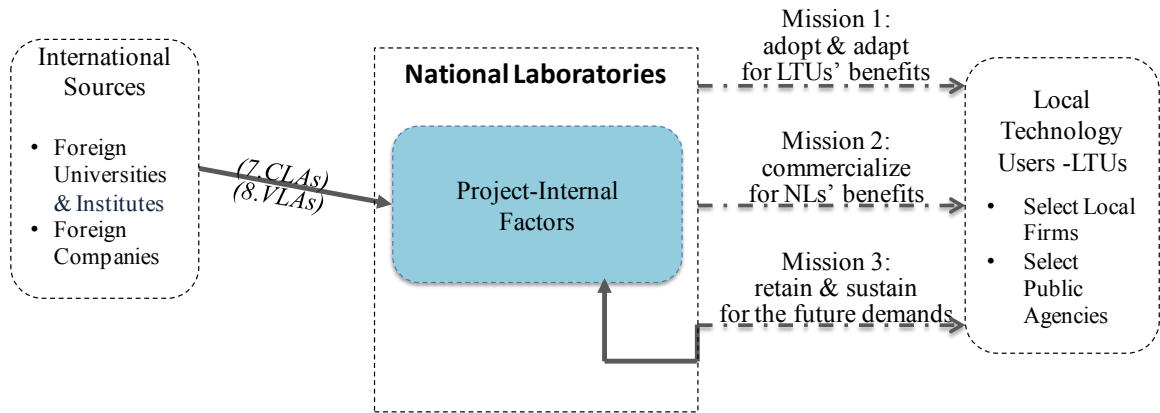 International
Sources
• Foreign
Universities
& Institutes
• Foreign
Companies
(7.CLAs)
(8.VLAs)
National Laboratories
Project-Internal
Factors
Mission 1:
adopt & adapt
for LTUs’ benefits
Mission 2:
commercialize
for NLs’ benefits
Mission 3:
retain & sustain
for the future demands
Local
Technology
Users -LTUs
• Select Local
Firms
• Select
Public
Agencies